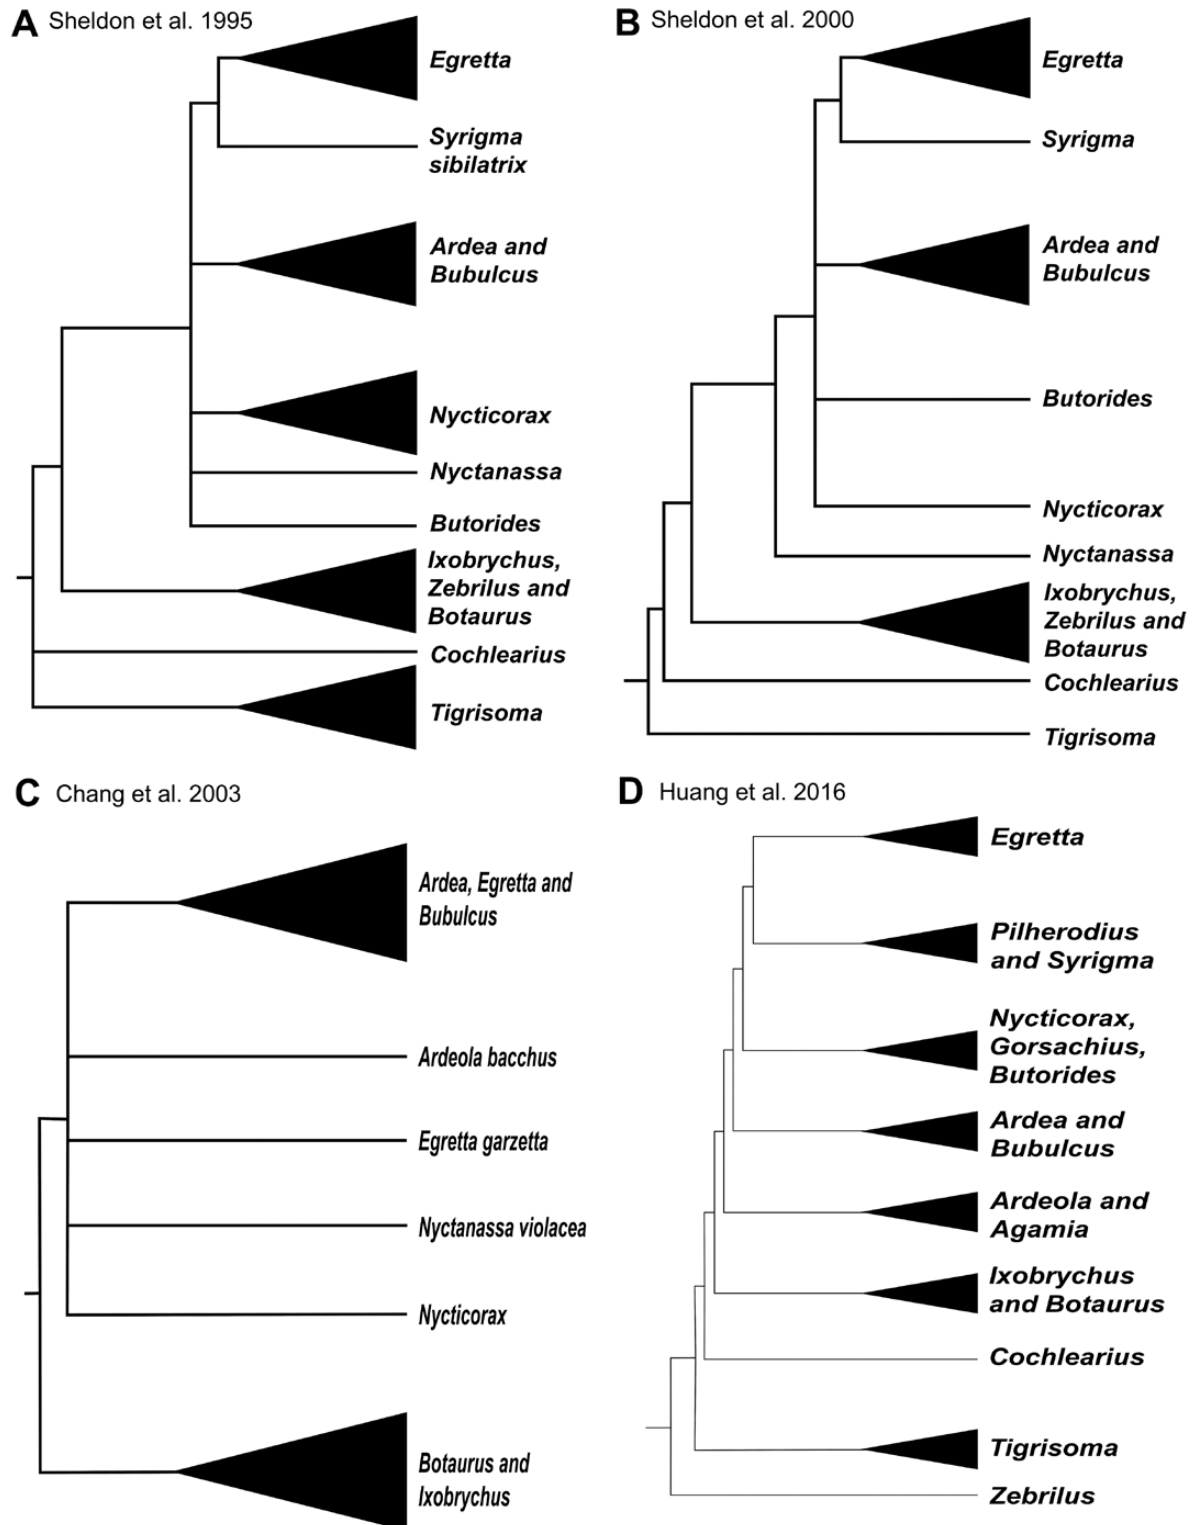 A Sheldon et al. 1995
Egretta
Syrigma
sibilatrix
Ardea and
Bubulcus
Nycticorax
Nyctanassa
Butorides
Ixobrychus,
Zebrilus and
Botaurus
Cochlearius
Tigrisoma
B Sheldon et al. 2000
Egretta
Syrigma
Ardea and
Bubulcus
Butorides
Nycticorax
Nyctanassa
Ixobrychus,
Zebrilus and
Botaurus
Cochlearius
Tigrisoma
C Chang et al. 2003
Ardea, Egretta and
Bubulcus
Ardeola bacchus
Egretta garzetta
Nyctanassa violacea
Nycticorax
Botaurus and
Ixobrychus
D Huang et al. 2016
Egretta
Pilherodius
and Syrigma
Nycticorax,
Gorsachius,
Butorides
Ardea and
Bubulcus
Ardeola and
Agamia
Ixobrychus
and Botaurus
Cochlearius
Tigrisoma
Zebrilus